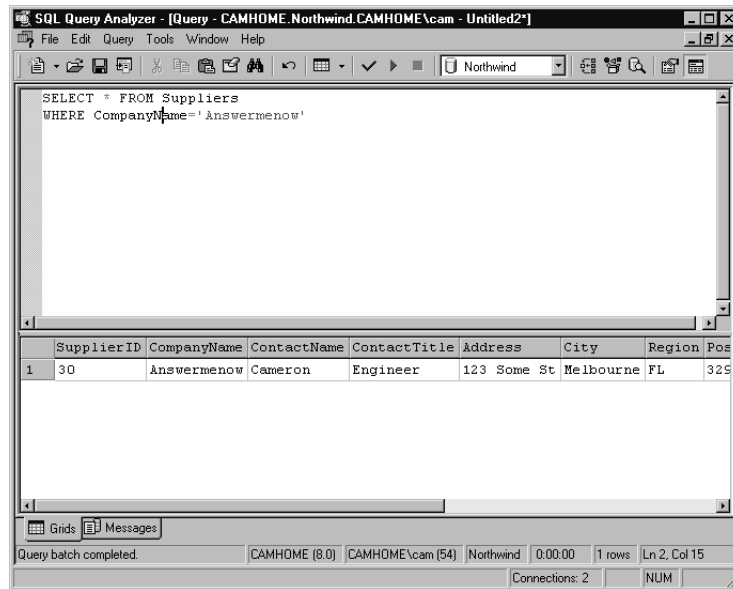 SQL Query Analyzer - [Query - CAMHOME.Northwind.CAMHOME\cam - Untitled2*]
File Edit Query Tools Window Help
Northwind
SELECT * FROM Suppliers
WHERE CompanyName='Answermenow'
SupplierID CompanyName ContactName ContactTitle Address City Region Pos
1 30 Answermenow Cameron Engineer 123 Some St Melbourne FL 329
Grids Messages
Query batch completed. CAMHOME (8.0) CAMHOME\cam (54) Northwind 0:00:00 1 rows Ln 2, Col 15
Connections: 2 NUM